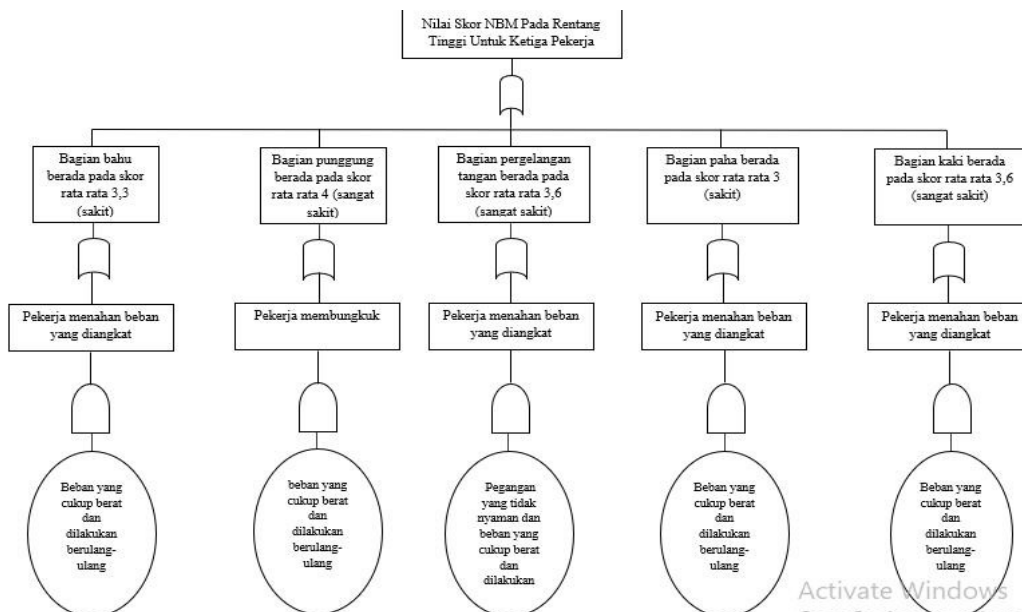 Nilai Skor NBM Pada Rentang
Tinggi Untuk Ketiga Pekerja
Bagian bahu
berada pada skor
rata rata 3,3
(sakit)
Bagian punggung
berada pada skor
rata rata 4 (sangat
sakit)
Bagian pergelangan
tangan berada pada
skor rata rata 3,6
(sangat sakit)
Bagian paha berada
pada skor rata rata 3
(sakit)
Bagian kaki berada
pada skor rata rata 3,6
(sangat sakit)
Pekerja menahan beban
yang diangkat
Pekerja membungkuk
Pekerja menahan beban
yang diangkat
Pekerja menahan beban
yang diangkat
Pekerja menahan beban
yang diangkat
Beban yang
cukup berat
dan
dilakukan
berulang-
ulang
beban yang
cukup berat
dan
dilakukan
berulang-
ulang
Pegangan
yang tidak
nyaman dan
beban yang
cukup berat
dan
dilakukan
Beban yang
cukup berat
dan
dilakukan
berulang-
ulang
Beban yang
cukup berat
dan
dilakukan
berulang-
ulang
Activate Windows